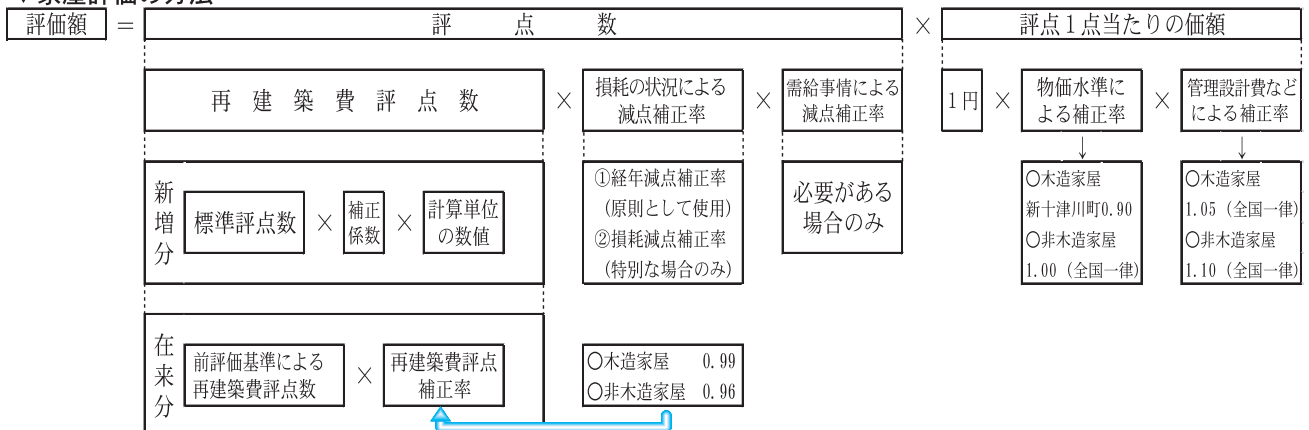 評価額 = 評点数 × 評点1点当たりの価額
再建築費評点数 × 損耗の状況による減点補正率 × 需給事情による減点補正率 1円 × 物価水準による補正率 × 管理設計費などによる補正率
↓ ↓
新増分 標準評点数 × 補正係数 × 計算単位の数値
①経年減点補正率
(原則として使用)
②損耗減点補正率
(特別な場合のみ)
必要がある
場合のみ
○木造家屋
新十津川町0.90
○非木造家屋
1.00（全国一律）
○木造家屋
1.05（全国一律）
○非木造家屋
1.10（全国一律）
在来分 前評価基準による再建築費評点数 × 再建築費評点補正率
○木造家屋 0.99
○非木造家屋 0.96